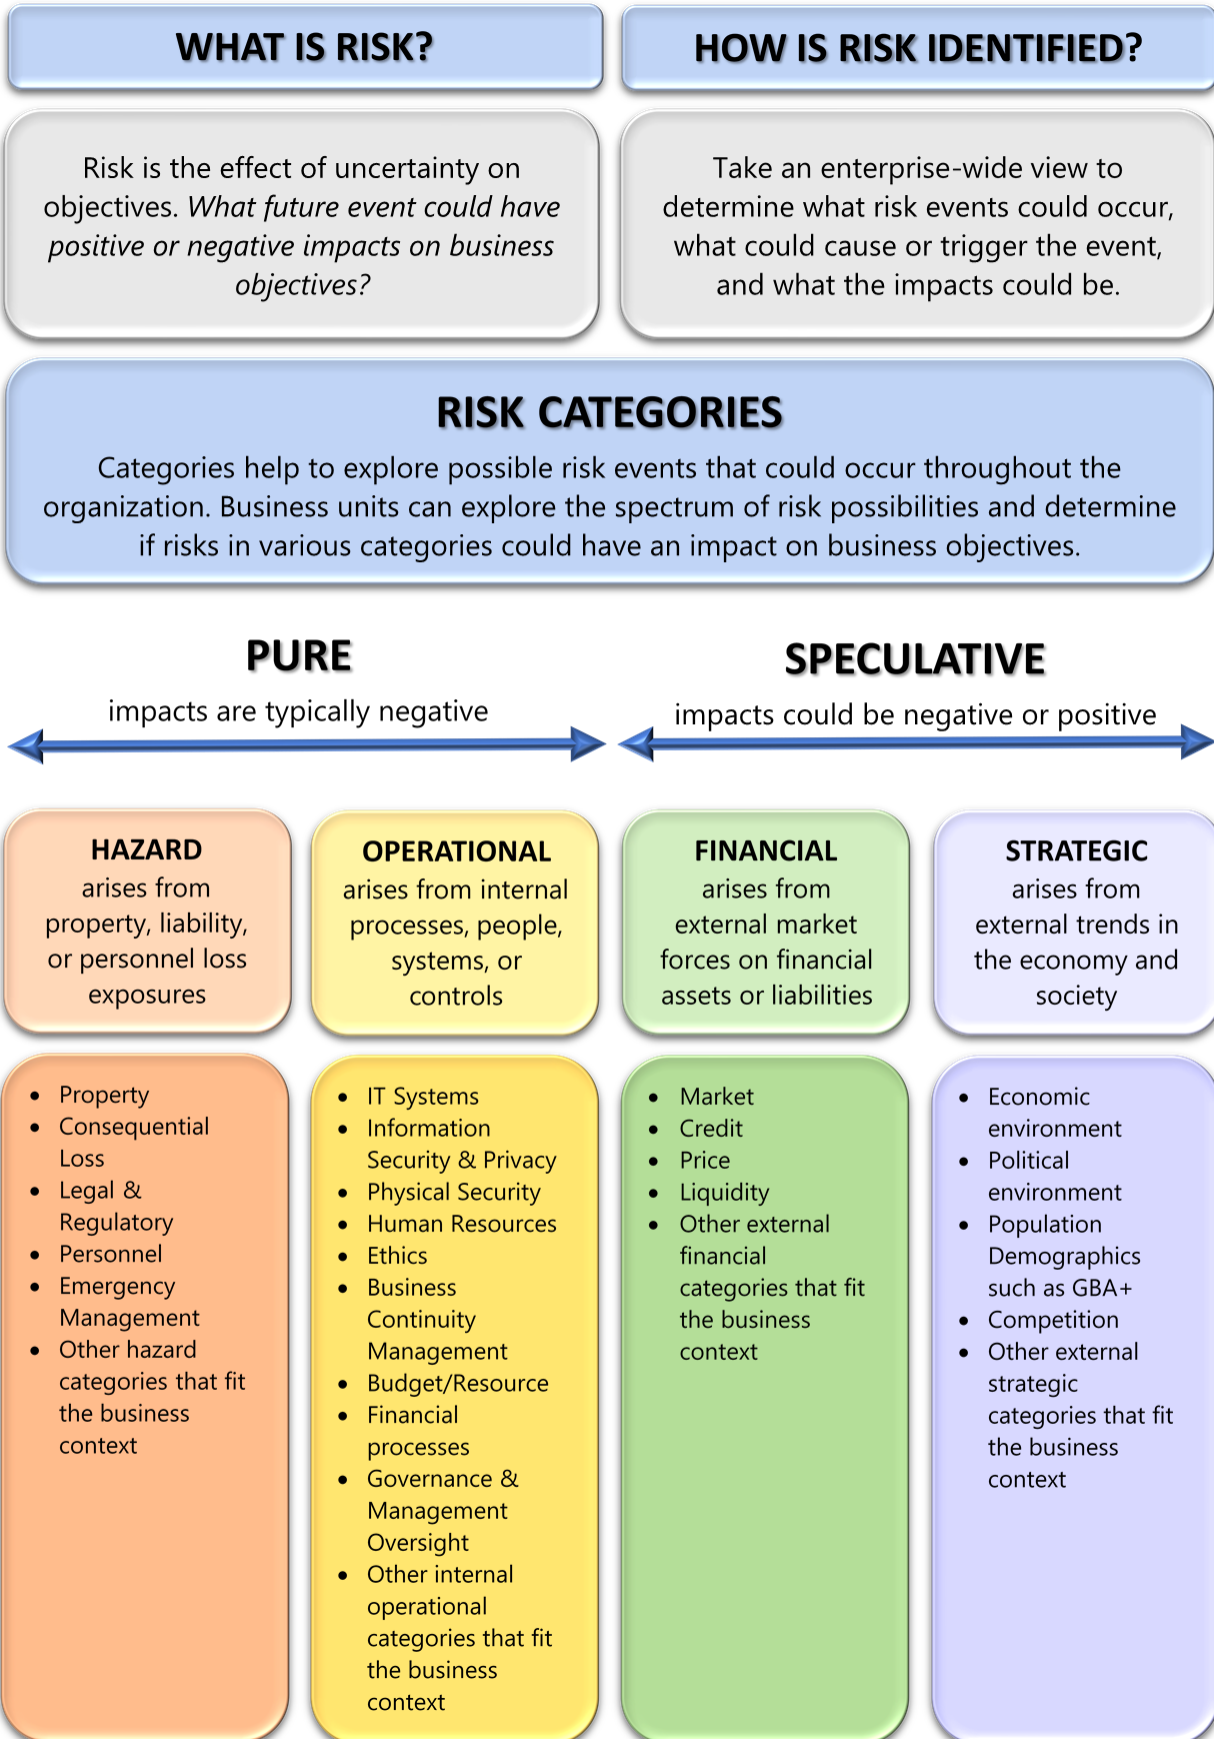 WHAT IS RISK?
HOW IS RISK IDENTIFIED?
Risk is the effect of uncertainty on
objectives. What future event could have
positive or negative impacts on business
objectives?
Take an enterprise-wide view to
determine what risk events could occur,
what could cause or trigger the event,
and what the impacts could be.
RISK CATEGORIES
Categories help to explore possible risk events that could occur throughout the
organization. Business units can explore the spectrum of risk possibilities and determine
if risks in various categories could have an impact on business objectives.
PURE
impacts are typically negative
SPECULATIVE
impacts could be negative or positive
HAZARD
arises from
property, liability,
or personnel loss
exposures
OPERATIONAL
arises from internal
processes, people,
systems, or
controls
FINANCIAL
arises from
external market
forces on financial
assets or liabilities
STRATEGIC
arises from
external trends in
the economy and
society
• Property
• Consequential
Loss
• Legal &
Regulatory
• Personnel
• Emergency
Management
• Other hazard
categories that fit
the business
context
• IT Systems
• Information
Security & Privacy
• Physical Security
• Human Resources
• Ethics
• Business
Continuity
Management
• Budget/Resource
• Financial
processes
• Governance &
Management
Oversight
• Other internal
operational
categories that fit
the business
context
• Market
• Credit
• Price
• Liquidity
• Other external
financial
categories that fit
the business
context
• Economic
environment
• Political
environment
• Population
Demographics
such as GBA+
• Competition
• Other external
strategic
categories that fit
the business
context